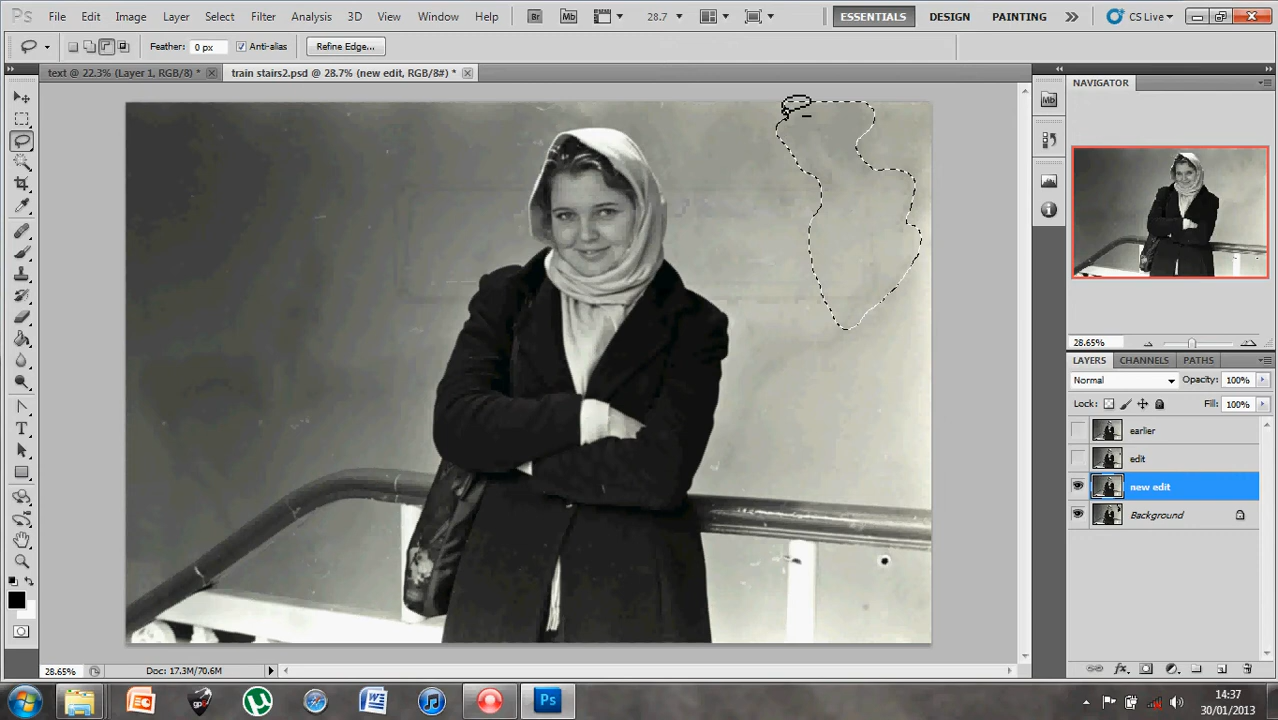 Ps File Edit Image Layer Select Filter Analysis 3D View Window Help Br Mb 28.7 ESSENTIALS DESIGN PAINTING CS Live
Feather: 0 px Anti-alias Refine Edge...
text @ 22.3% (Layer 1, RGB/8) * train stairs2.psd @ 28.7% (new edit, RGB/8#) *
NAVIGATOR
Mb
28.65%
LAYERS CHANNELS PATHS
Normal Opacity: 100%
Lock: Fill: 100%
earlier
edit
new edit
Background
28.65% Doc: 17.3M/70.6M
14:37
30/01/2013